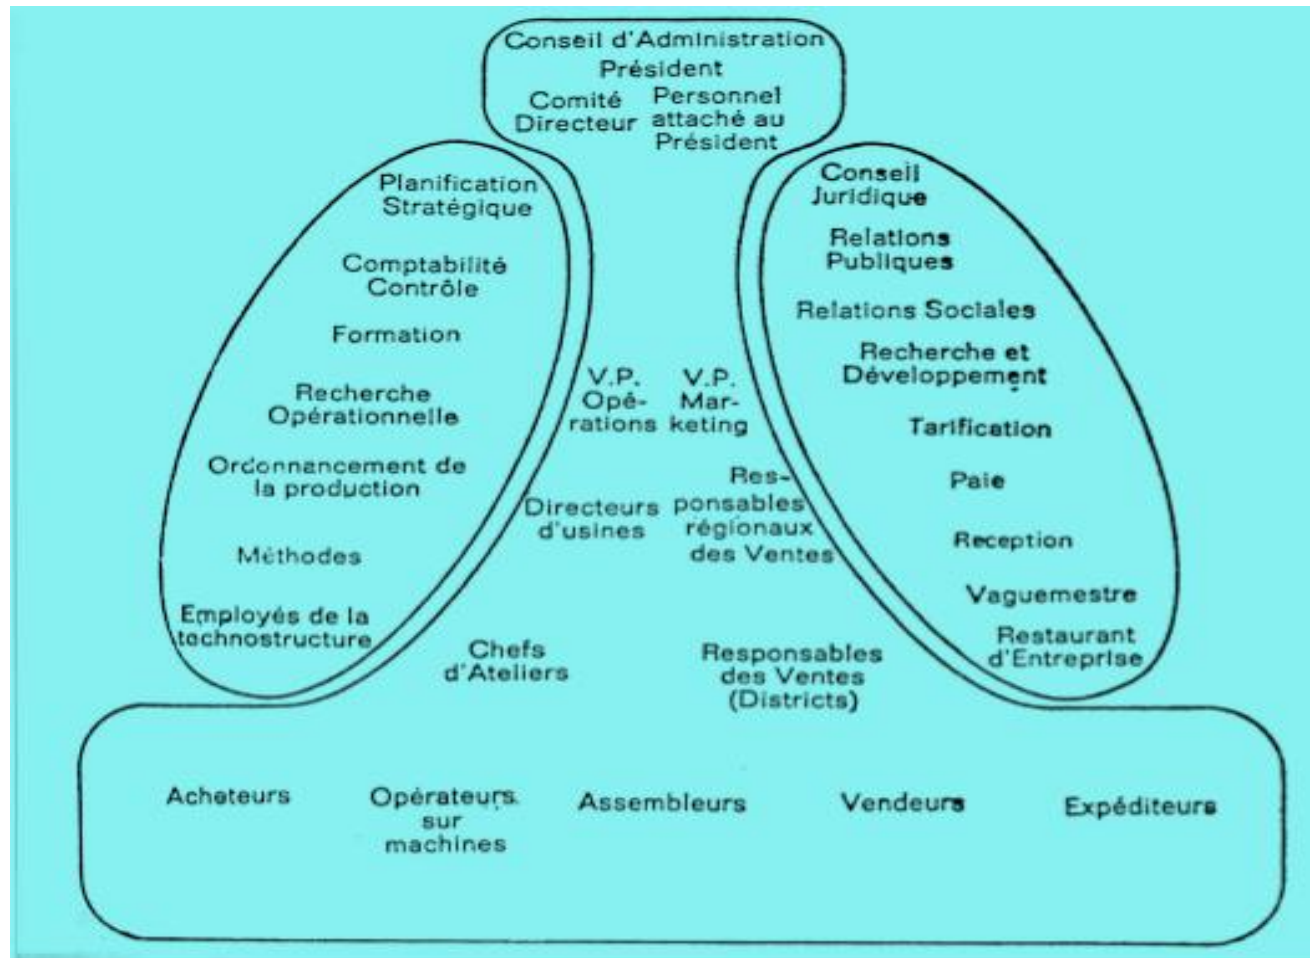 Conseil d'Administration
Président
Comité
Directeur
Personnel
attaché au
Président
Planification
Stratégique
Comptabilité
Contrôle
Formation
Recherche
Opérationnelle
Ordonnancement de
la production
Méthodes
Employés de la
technostructure
V.P.
Opé-
rations
V.P.
Mar-
keting
Directeurs
d'usines
Res-
ponsables
régionaux
des Ventes
Chefs
d'Ateliers
Responsables
des Ventes
(Districts)
Conseil
Juridique
Relations
Publiques
Relations Sociales
Recherche et
Développement
Tarification
Paie
Reception
Vaguemestre
Restaurant
d'Entreprise
Acheteurs
Opérateurs
sur
machines
Assembleurs
Vendeurs
Expéditeurs